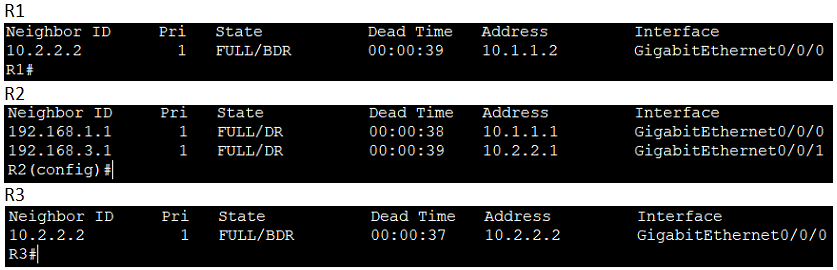 R1
Neighbor ID Pri State Dead Time Address Interface
10.2.2.2 1 FULL/BDR 00:00:39 10.1.1.2 GigabitEthernet0/0/0
R1#
R2
Neighbor ID Pri State Dead Time Address Interface
192.168.1.1 1 FULL/DR 00:00:38 10.1.1.1 GigabitEthernet0/0/0
192.168.3.1 1 FULL/DR 00:00:39 10.2.2.1 GigabitEthernet0/0/1
R2(config)#
R3
Neighbor ID Pri State Dead Time Address Interface
10.2.2.2 1 FULL/BDR 00:00:37 10.2.2.2 GigabitEthernet0/0/0
R3#